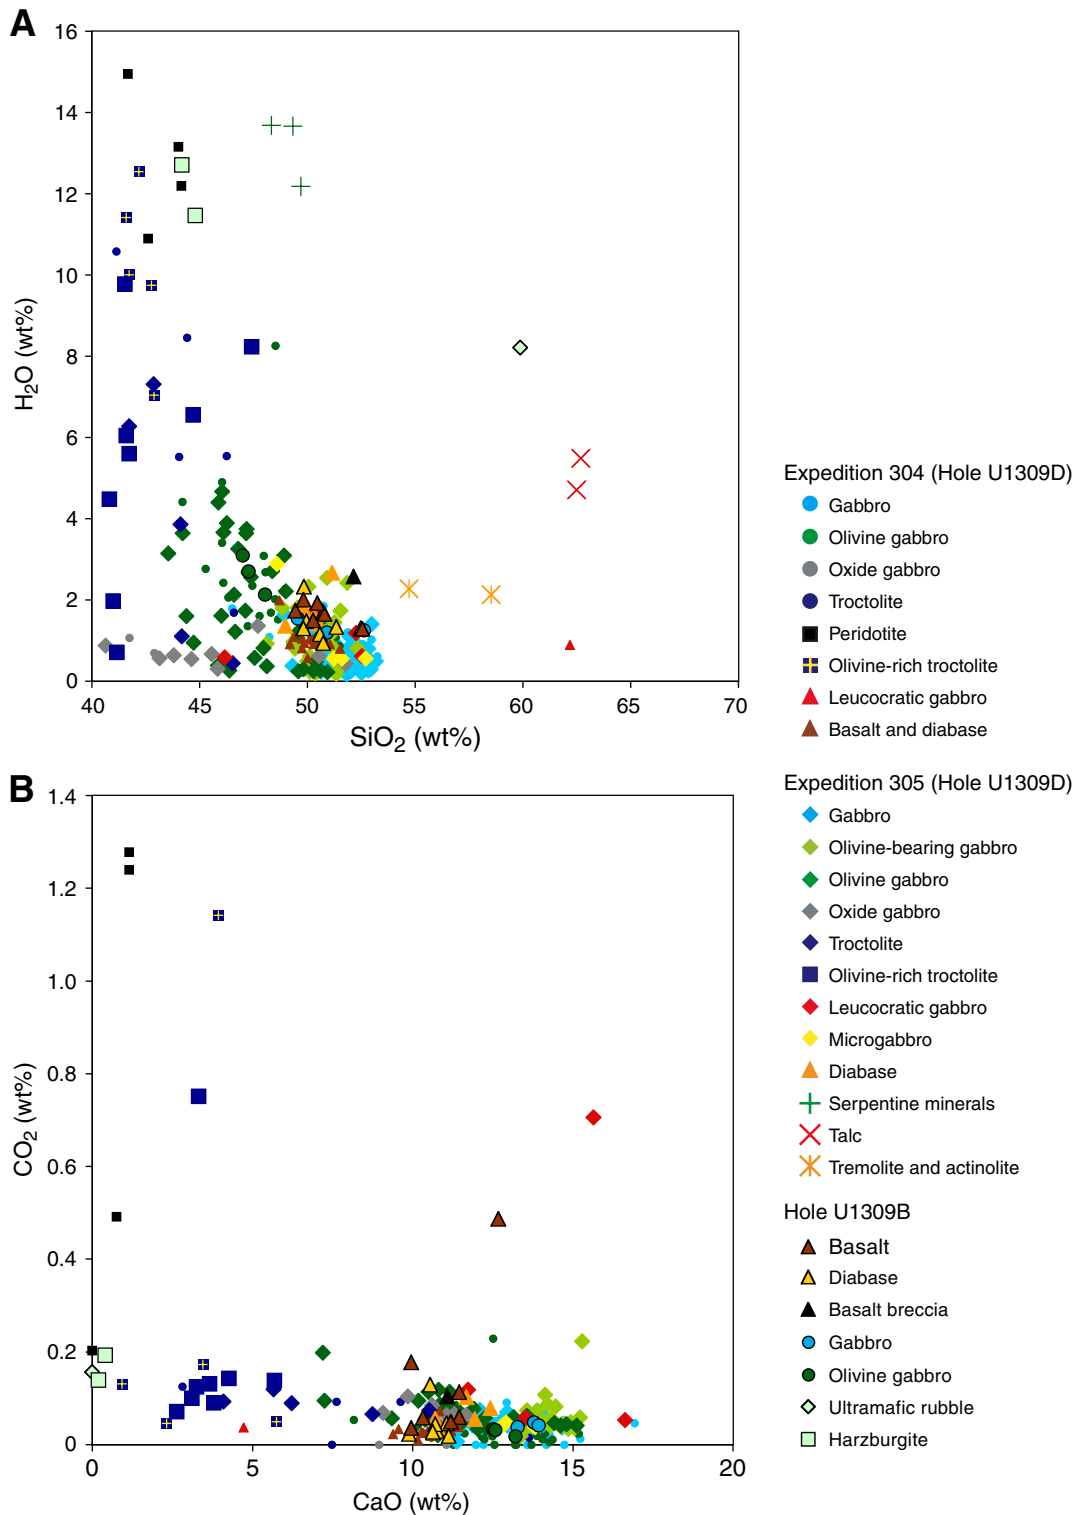 A
16
14
12
10
8
6
4
2
0
H2O (wt%)
40
45
50
55
60
65
70
SiO2 (wt%)
B
1.4
1.2
1.0
0.8
0.6
0.4
0.2
0
CO2 (wt%)
0
5
10
15
20
CaO (wt%)
Expedition 304 (Hole U1309D)
Gabbro
Olivine gabbro
Oxide gabbro
Troctolite
Peridotite
Olivine-rich troctolite
Leucocratic gabbro
Basalt and diabase
Expedition 305 (Hole U1309D)
Gabbro
Olivine-bearing gabbro
Olivine gabbro
Oxide gabbro
Troctolite
Olivine-rich troctolite
Leucocratic gabbro
Microgabbro
Diabase
Serpentine minerals
Talc
Tremolite and actinolite
Hole U1309B
Basalt
Diabase
Basalt breccia
Gabbro
Olivine gabbro
Ultramafic rubble
Harzburgite